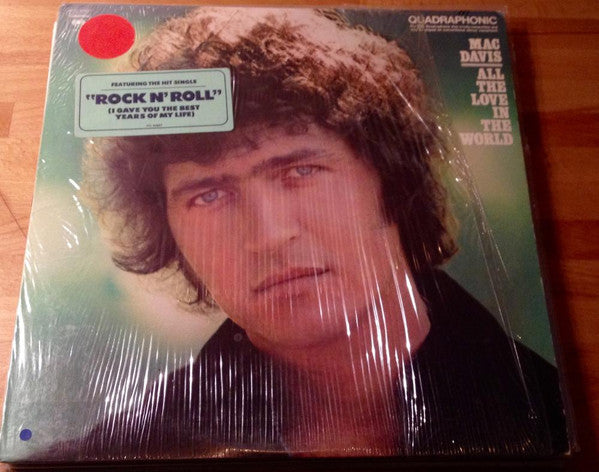 QUADRAPHONIC
MAC
DAVIS
ALL
THE
LOVE
IN
THE
WORLD
FEATURING THE HIT SINGLE
"ROCK N' ROLL"
(I GAVE YOU THE BEST
YEARS OF MY LIFE)